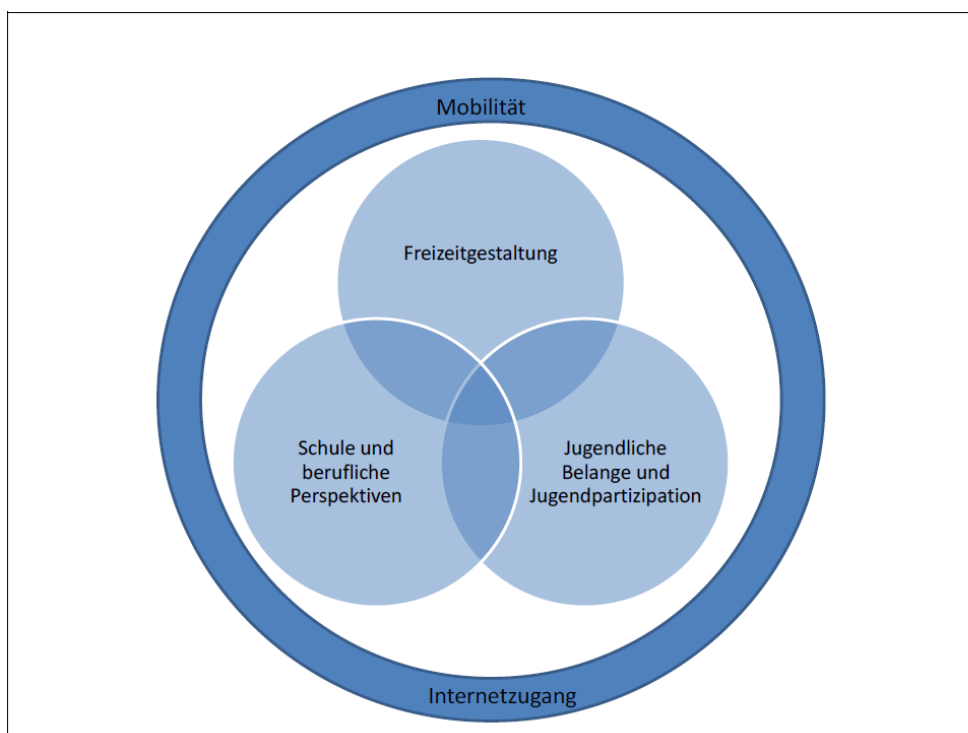 Mobilität
Freizeitgestaltung
Schule und
berufliche
Perspektiven
Jugendliche
Belange und
Jugendpartizipation
Internetzugang